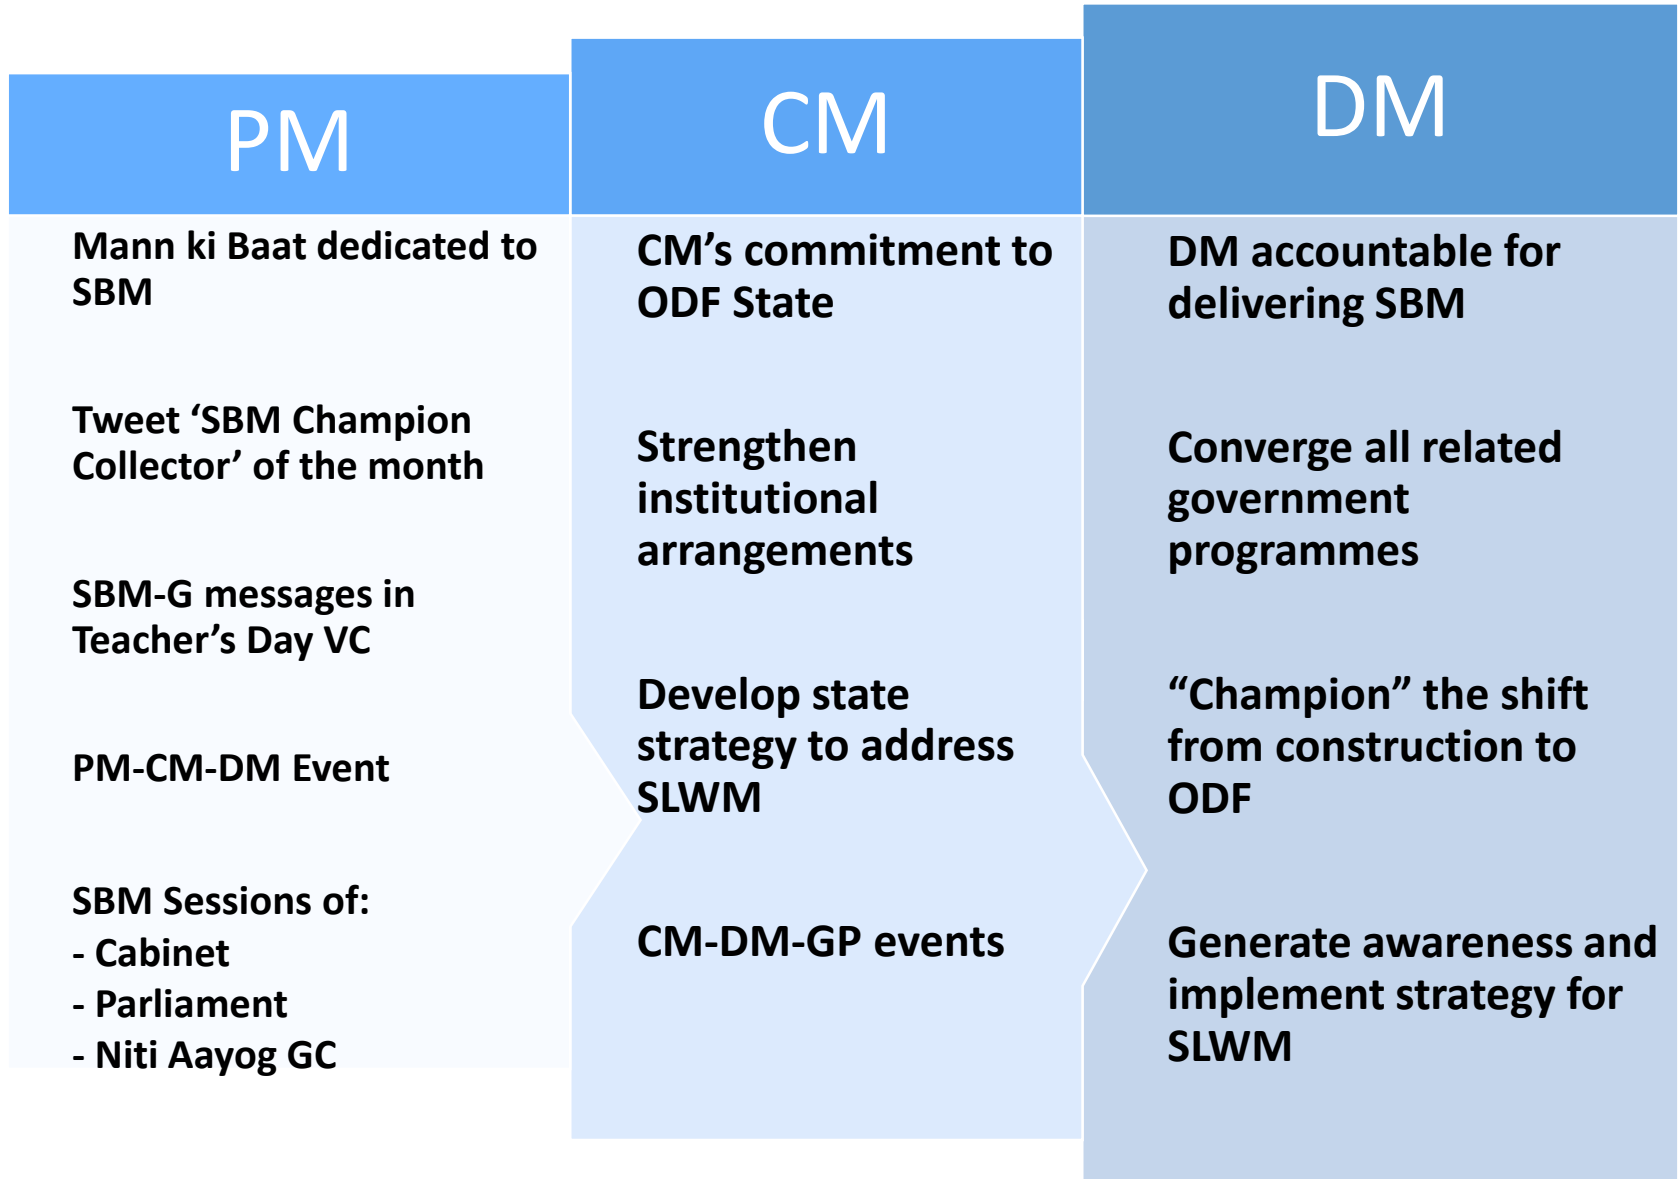 PM
Mann ki Baat dedicated to
SBM
Tweet ‘SBM Champion
Collector’ of the month
SBM-G messages in
Teacher’s Day VC
PM-CM-DM Event
SBM Sessions of:
- Cabinet
- Parliament
- Niti Aayog GC
CM
CM’s commitment to
ODF State
Strengthen
institutional
arrangements
Develop state
strategy to address
SLWM
CM-DM-GP events
DM
DM accountable for
delivering SBM
Converge all related
government
programmes
“Champion” the shift
from construction to
ODF
Generate awareness and
implement strategy for
SLWM